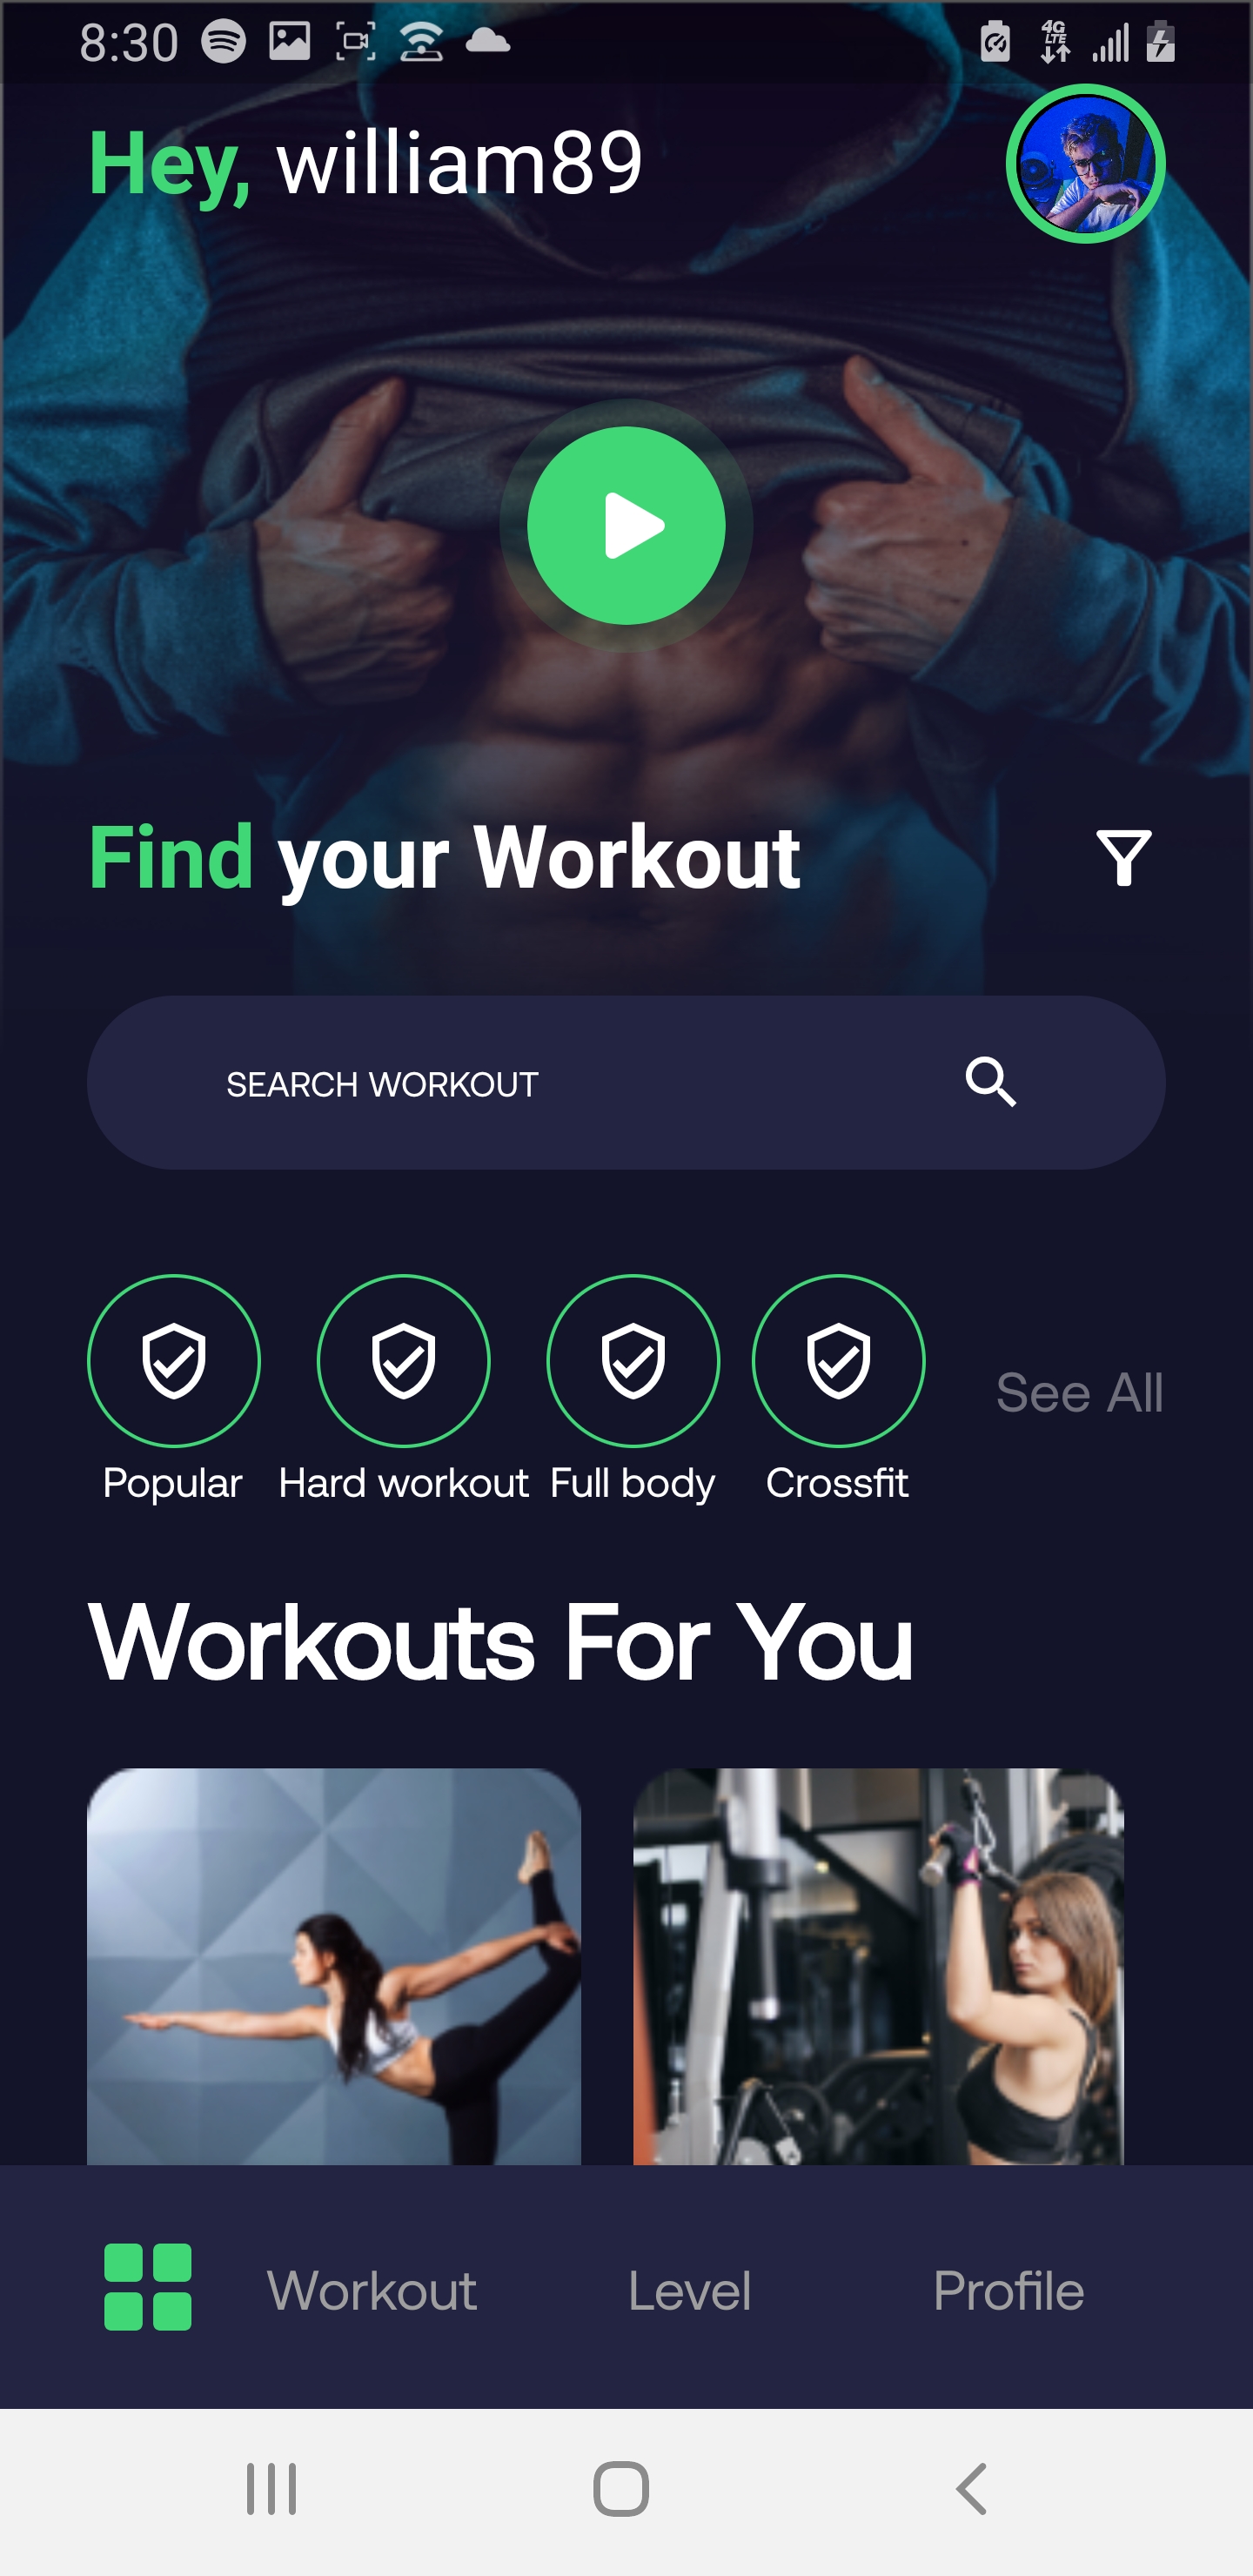 8:30
4G
LTE
Hey, william89
Find your Workout
SEARCH WORKOUT
See All
Popular Hard workout Full body Crossfit
Workouts For You
Workout Level Profile